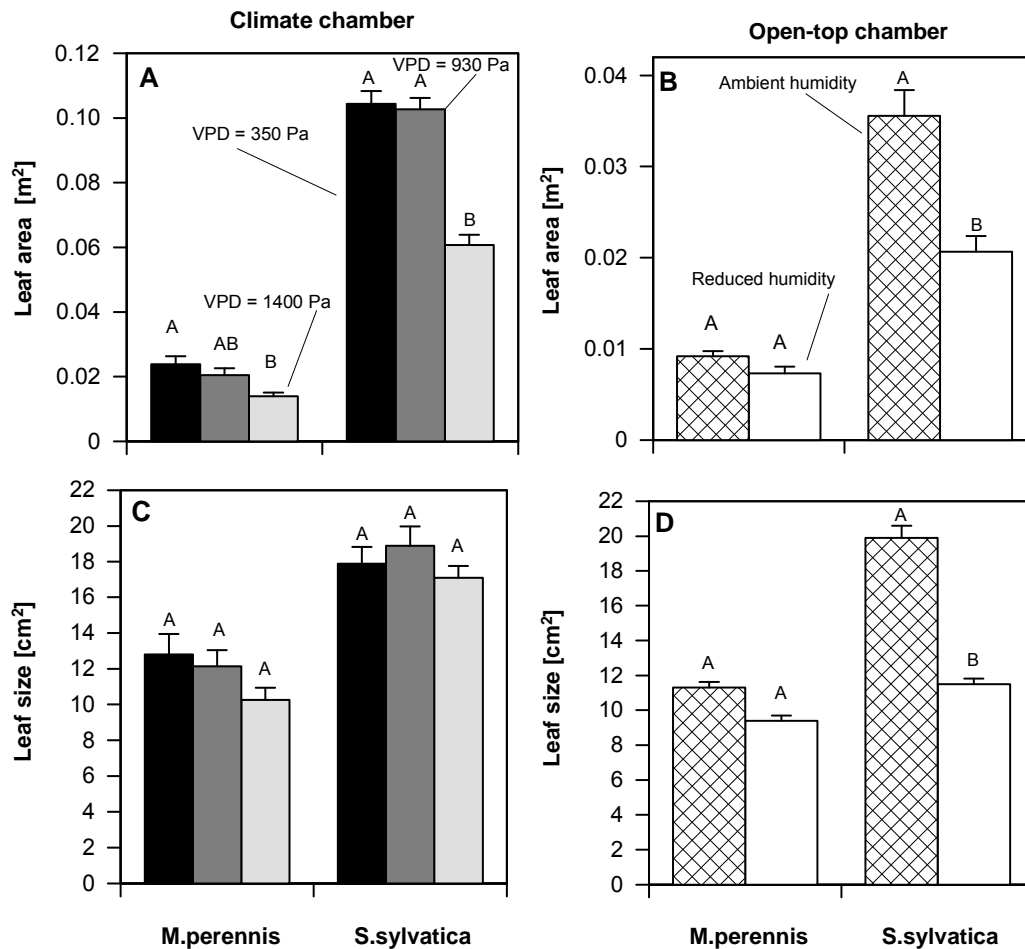 Climate chamber
Open-top chamber
A
0.12
0.10
0.08
0.06
0.04
0.02
0
Leaf area [m²]
VPD = 350 Pa
VPD = 930 Pa
VPD = 1400 Pa
A
AB
B
A
A
B
B
0.04
0.03
0.02
0.01
0
Leaf area [m²]
Ambient humidity
Reduced humidity
A
A
A
B
C
22
20
18
16
14
12
10
8
6
4
2
0
Leaf size [cm²]
A
A
A
A
A
A
M.perennis
S.sylvatica
D
22
20
18
16
14
12
10
8
6
4
2
0
Leaf size [cm²]
A
A
A
B
M.perennis
S.sylvatica